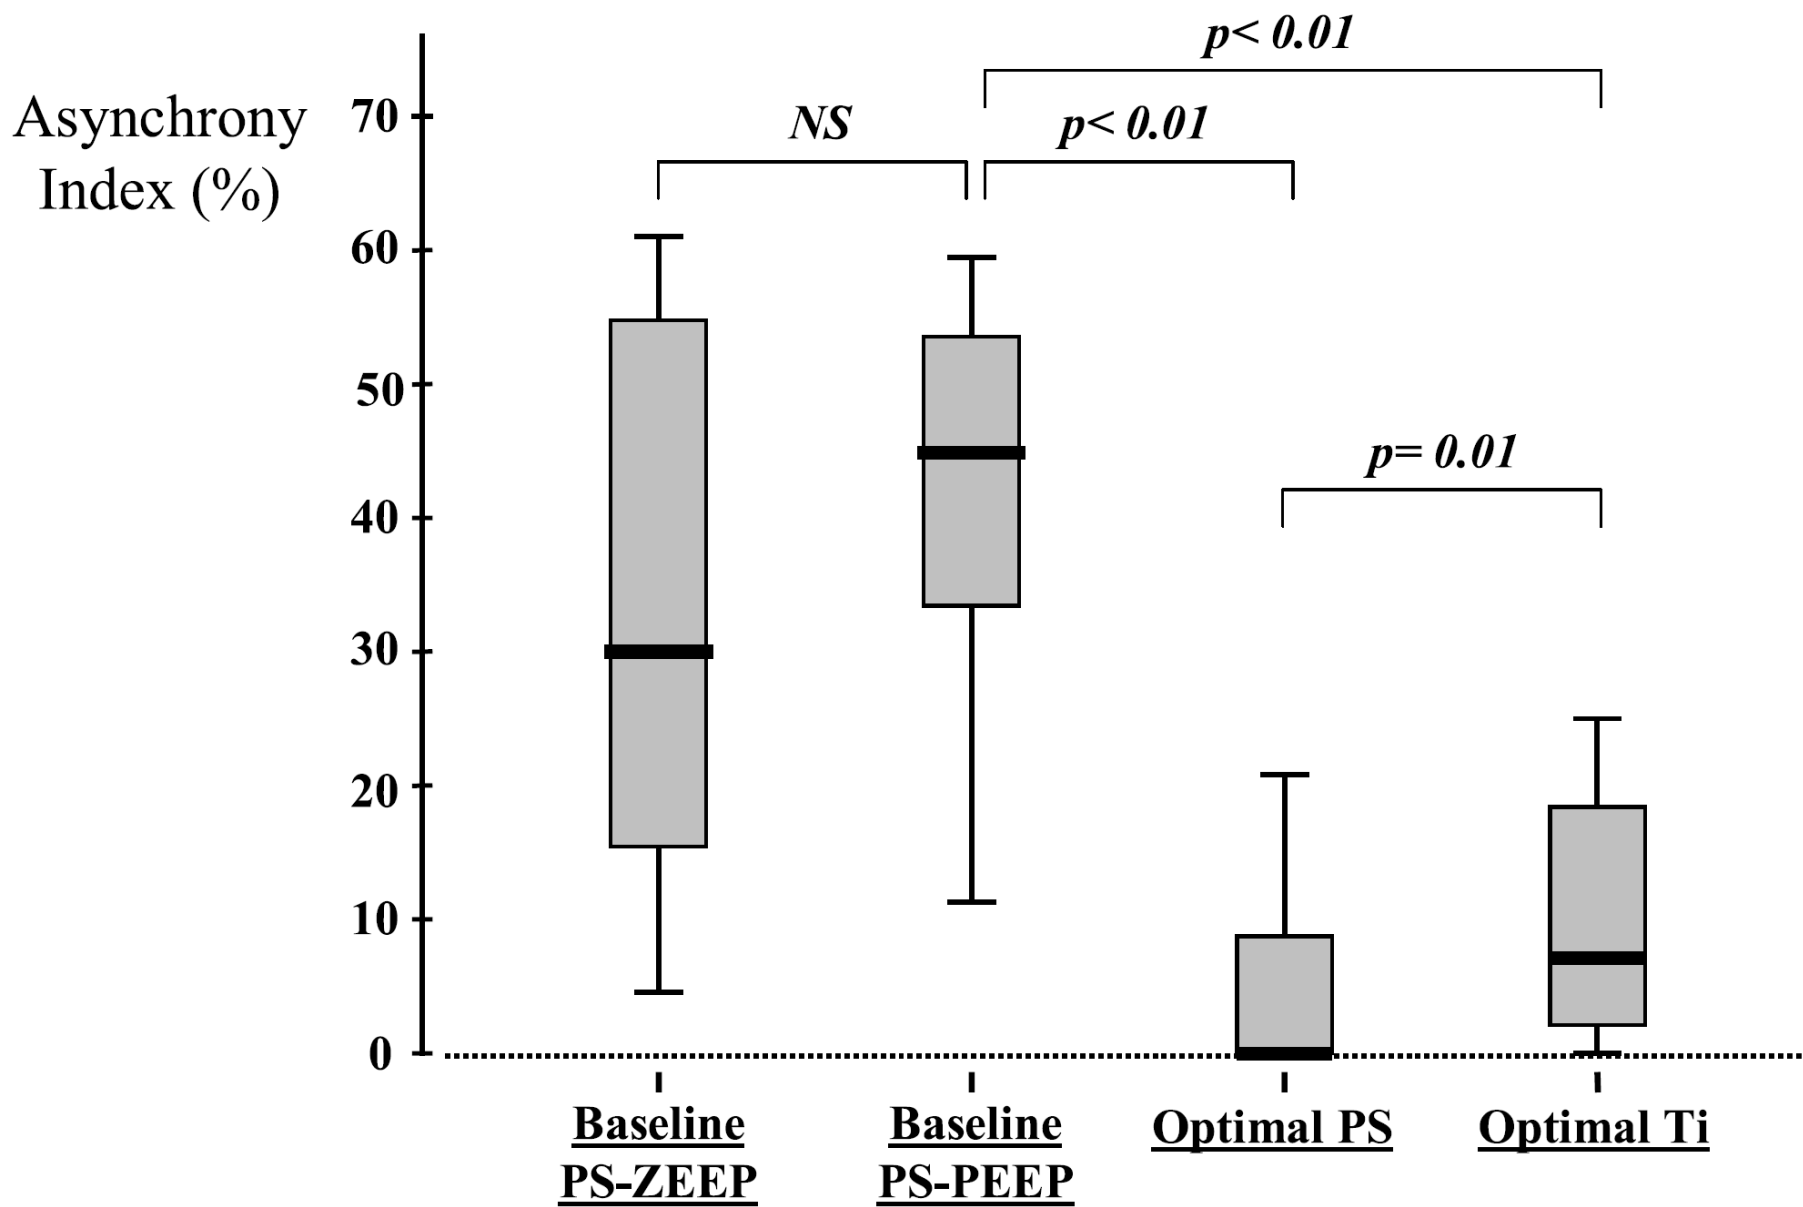 p< 0.01
Asynchrony
Index (%)
70
NS
p< 0.01
60
50
p= 0.01
40
30
20
10
0
Baseline
PS-ZEEP
Baseline
PS-PEEP
Optimal PS
Optimal Ti